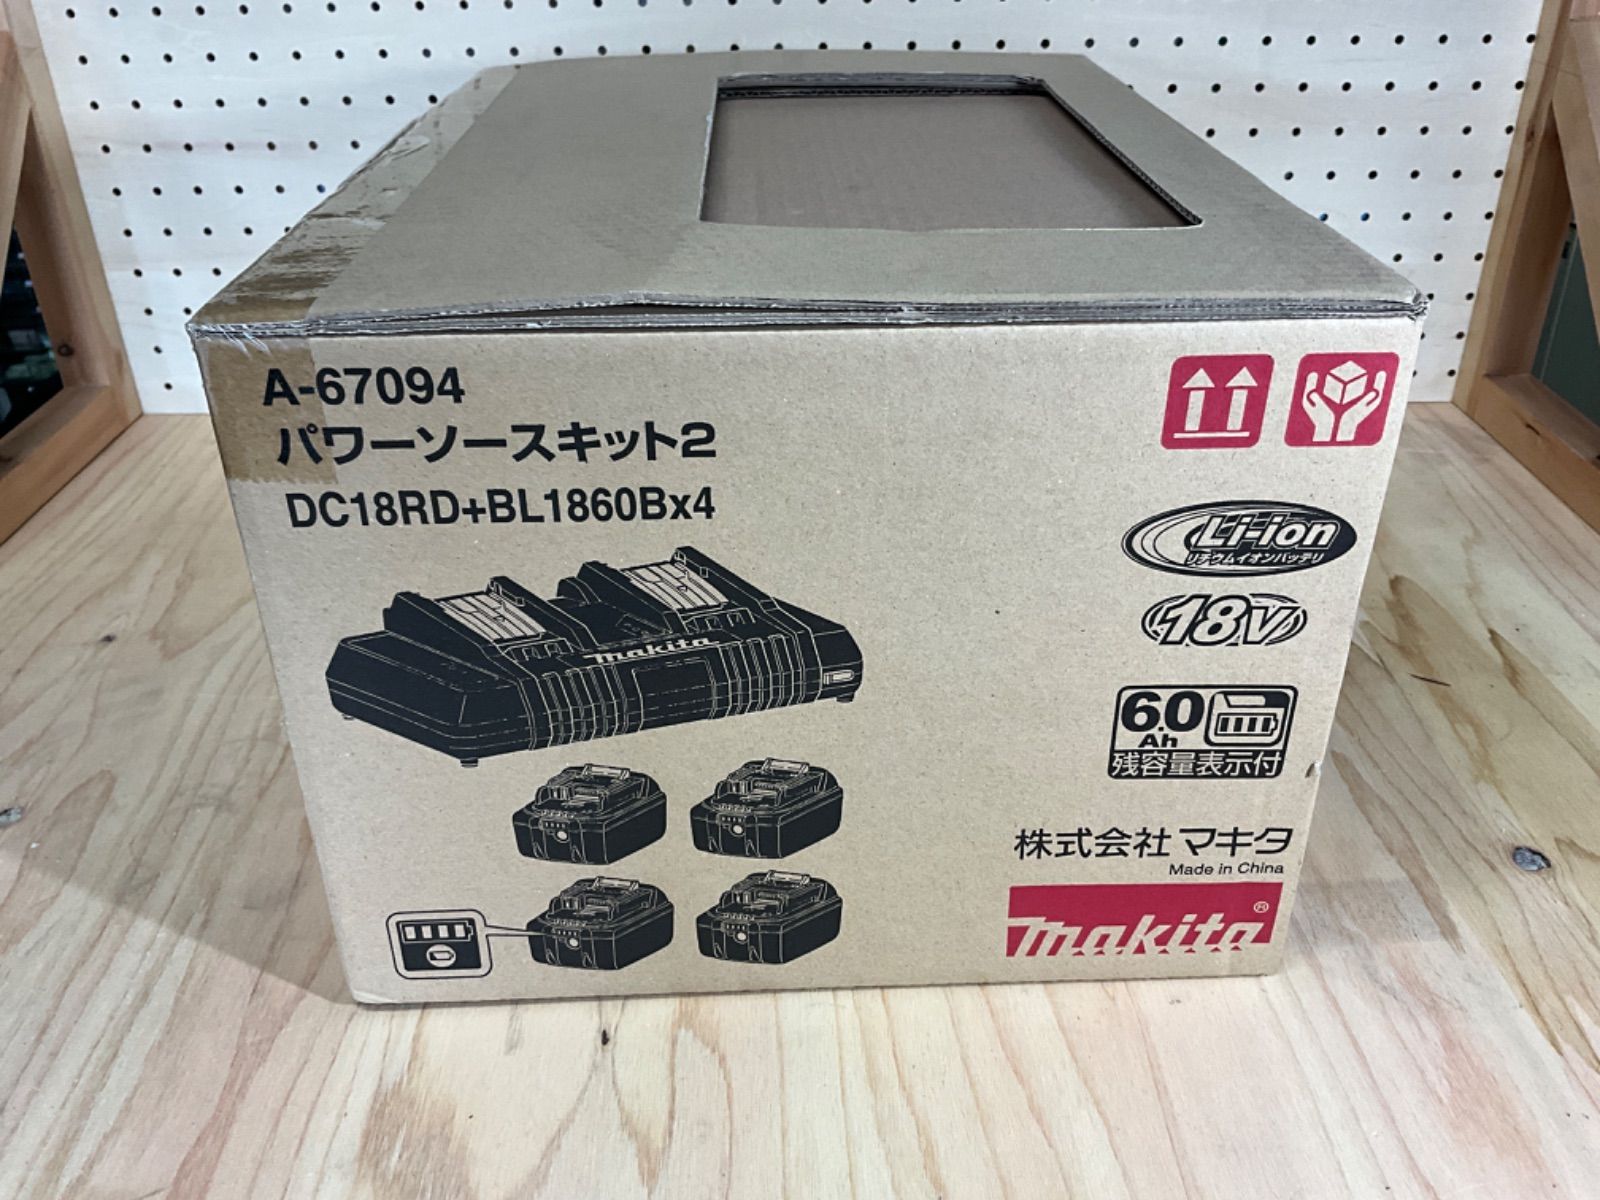 A-67094
パワーソースキット2
DC18RD+BL1860Bx4
makita
Li-ion
リチウムイオンバッテリ
18V
6.0
Ah
残容量表示付
株式会社 マキタ
Made in China
makita®